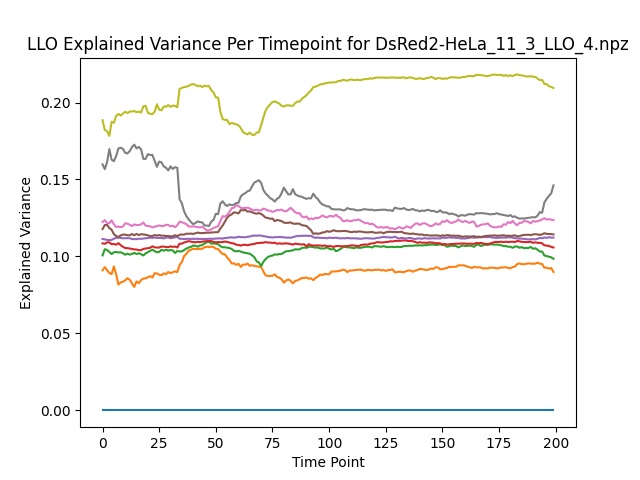 LLO Explained Variance Per Timepoint for DsRed2-HeLa_11_3_LLO_4.npz
0.20
0.15
0.10
0.05
0.00
Explained Variance
0 25 50 75 100 125 150 175 200
Time Point